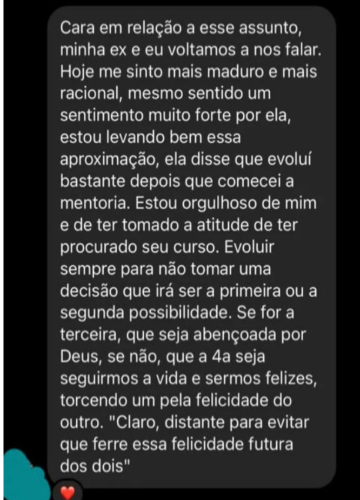 Cara em relação a esse assunto,
minha ex e eu voltamos a nos falar.
Hoje me sinto mais maduro e mais
racional, mesmo sentido um
sentimento muito forte por ela,
estou levando bem essa
aproximação, ela disse que evoluí
bastante depois que comecei a
mentoria. Estou orgulhoso de mim
e de ter tomado a atitude de ter
procurado seu curso. Evoluir
sempre para não tomar uma
decisão que irá ser a primeira ou a
segunda possibilidade. Se for a
terceira, que seja abençoada por
Deus, se não, que a 4a seja
seguirmos a vida e sermos felizes,
torcendo um pela felicidade do
outro. "Claro, distante para evitar
que ferre essa felicidade futura
dos dois"